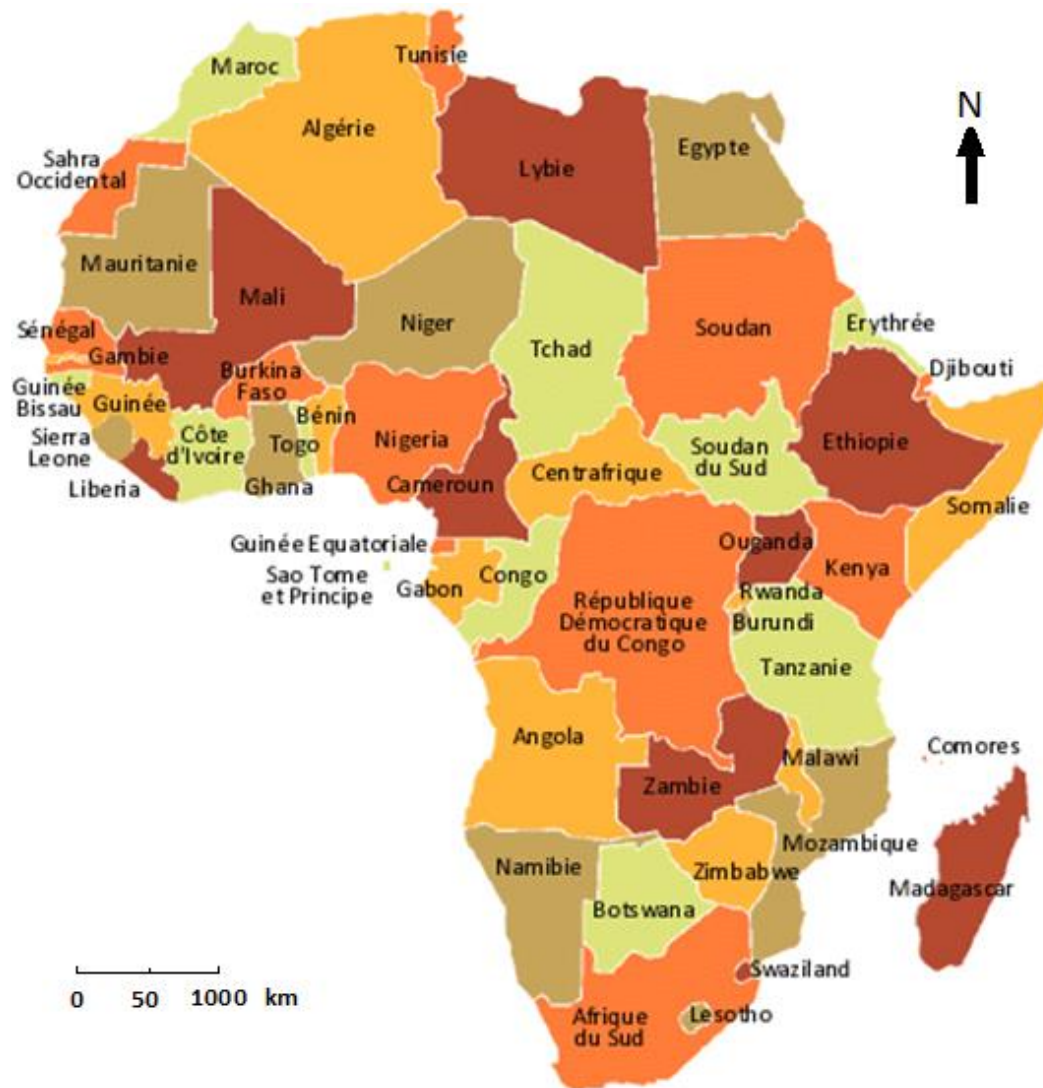 Maroc
Tunisie
Algérie
Lybie
Egypte
N
Sahra
Occidental
Mauritanie
Mali
Niger
Tchad
Soudan
Erythrée
Djibouti
Sénégal
Gambie
Burkina
Faso
Guinée
Bissau
Guinée
Bénin
Sierra
Leone
Côte
d'Ivoire
Togo
Nigeria
Liberia
Ghana
Cameroun
Centrafrique
Soudan
du Sud
Ethiopie
Somalie
Guinée Equatoriale
Sao Tome
et Principe
Gabon
Congo
Ouganda
Kenya
Rwanda
Burundi
République
Démocratique
du Congo
Tanzanie
Angola
Zambie
Malawi
Comores
Mozambique
Madagascar
Namibie
Zimbabwe
Botswana
Swaziland
Lesotho
Afrique
du Sud
0 50 1000 km